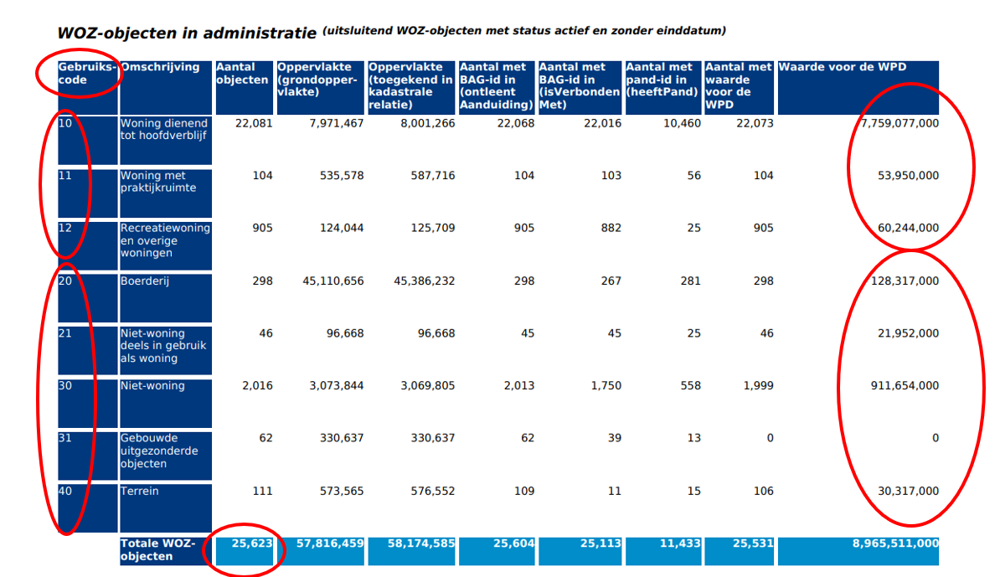 WOZ-objecten in administratie (uitsluitend WOZ-objecten met status actief en zonder einddatum)
Gebruiks- Omschrijving Aantal Oppervlakte Oppervlakte Aantal met Aantal met Aantal met Aantal met Waarde voor de WPD
code objecten (grondopper- (toegekend in BAG-id in BAG-id in pand-id in waarde
vlakte) kadastrale (ontleent (isVerbonden (heeftPand) voor de
relatie) Aanduiding) Met) WPD
10 Woning dienend 22,081 7,971,467 8,001,266 22,068 22,016 10,460 22,073 7,759,077,000
tot hoofdverblijf
11 Woning met 104 535,578 587,716 104 103 56 104 53,950,000
praktijkruimte
12 Recreatiewoning 905 124,044 125,709 905 882 25 905 60,244,000
en overige
woningen
20 Boerderij 298 45,110,656 45,386,232 298 267 281 298 128,317,000
21 Niet-woning 46 96,668 96,668 45 45 25 46 21,952,000
deels in gebruik
als woning
30 Niet-woning 2,016 3,073,844 3,069,805 2,013 1,750 558 1,999 911,654,000
31 Gebouwde 62 330,637 330,637 62 39 13 0 0
uitgezonderde
objecten
40 Terrein 111 573,565 576,552 109 11 15 106 30,317,000
Totale WOZ- 25,623 57,816,459 58,174,585 25,604 25,113 11,433 25,531 8,965,511,000
objecten